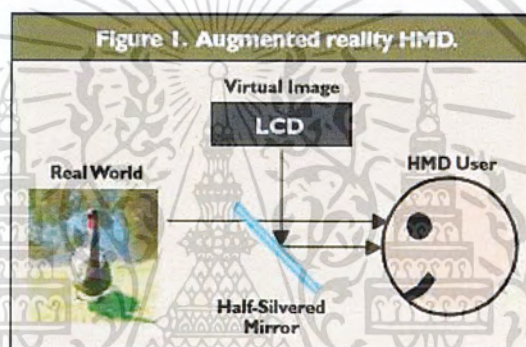 Figure 1. Augmented reality HMD.
Virtual Image
LCD
HMD User
Real World
Half-Silvered
Mirror